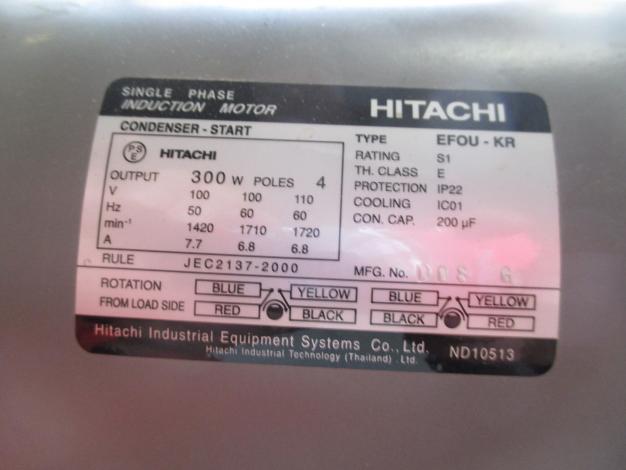 SINGLE PHASE
INDUCTION MOTOR
HITACHI
CONDENSER - START
PS
E
HITACHI
OUTPUT 300 W POLES 4
V 100 100 110
Hz 50 60 60
min⁻¹ 1420 1710 1720
A 7.7 6.8 6.8
TYPE EFOU - KR
RATING S1
TH. CLASS E
PROTECTION IP22
COOLING IC01
CON. CAP. 200 µF
RULE JEC2137-2000
MFG. No.
ROTATION
FROM LOAD SIDE
BLUE YELLOW
RED BLACK
BLUE YELLOW
BLACK RED
Hitachi Industrial Equipment Systems Co., Ltd.
Hitachi Industrial Technology (Thailand) . Ltd.
ND10513